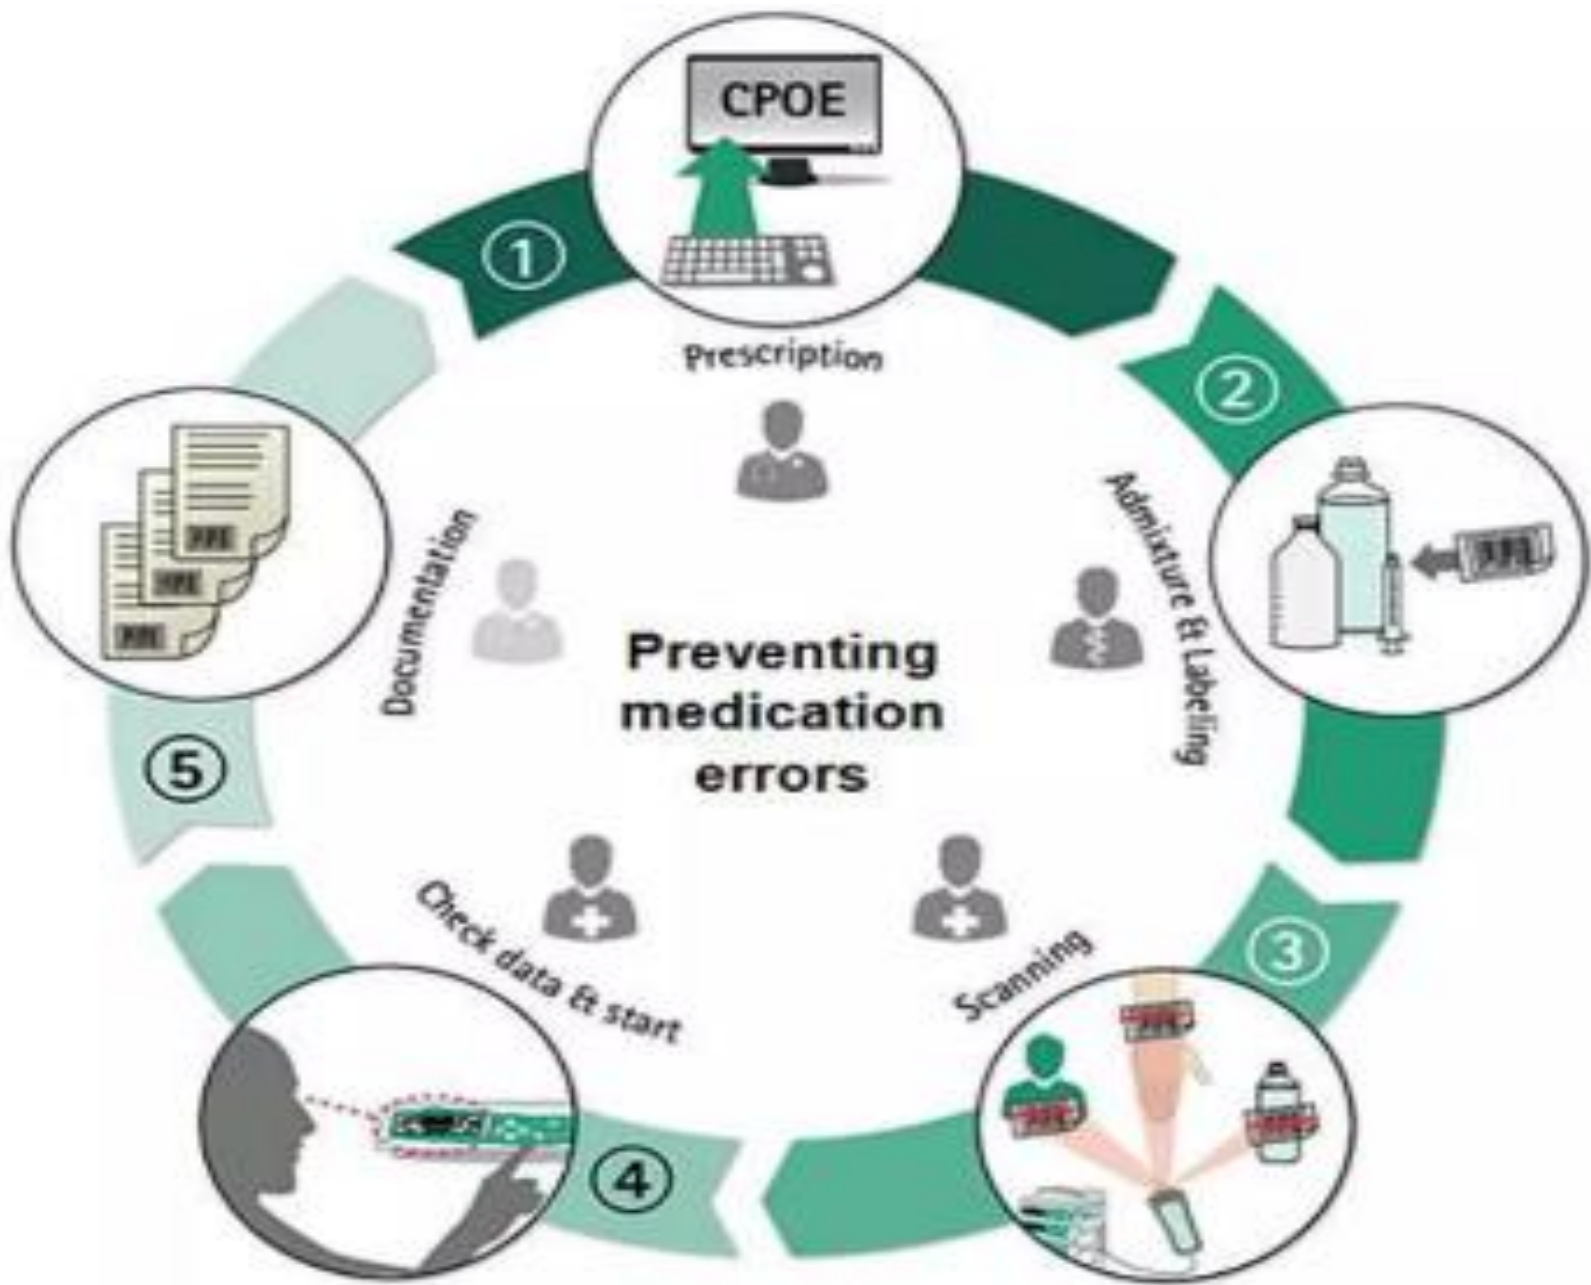 CPOE
1
Prescription
2
Admixture & Labeling
3
Scanning
4
Check data & start
5
Documentation
Preventing
medication
errors